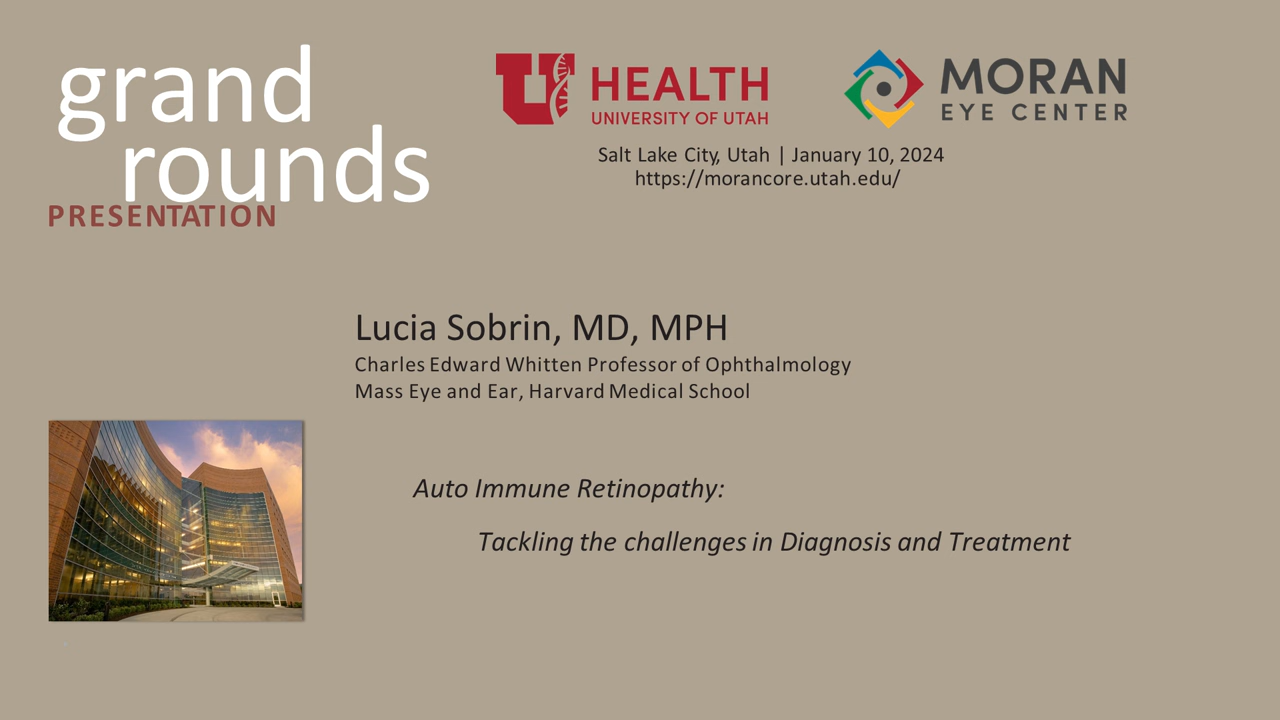 grand
rounds
PRESENTATION
U HEALTH
UNIVERSITY OF UTAH
MORAN
EYE CENTER
Salt Lake City, Utah | January 10, 2024
https://morancore.utah.edu/
Lucia Sobrin, MD, MPH
Charles Edward Whitten Professor of Ophthalmology
Mass Eye and Ear, Harvard Medical School
Auto Immune Retinopathy:
Tackling the challenges in Diagnosis and Treatment